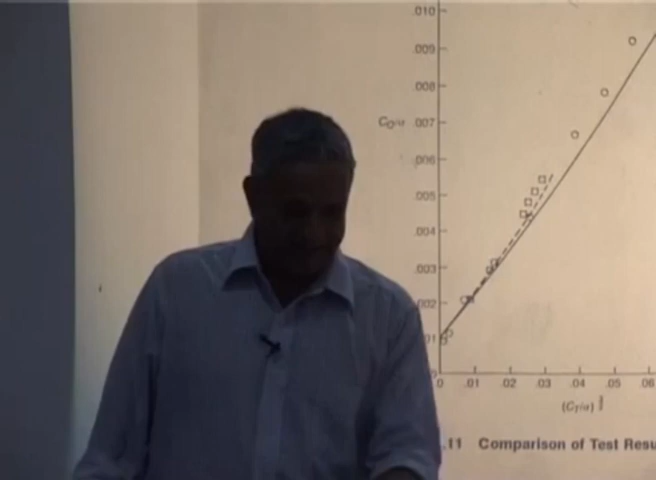 .010
.009
.008
C_Q/σ .007
.006
.005
.004
.003
.002
0 .01 .02 .03 .04 .05 .06
.11 Comparison of Test Resu